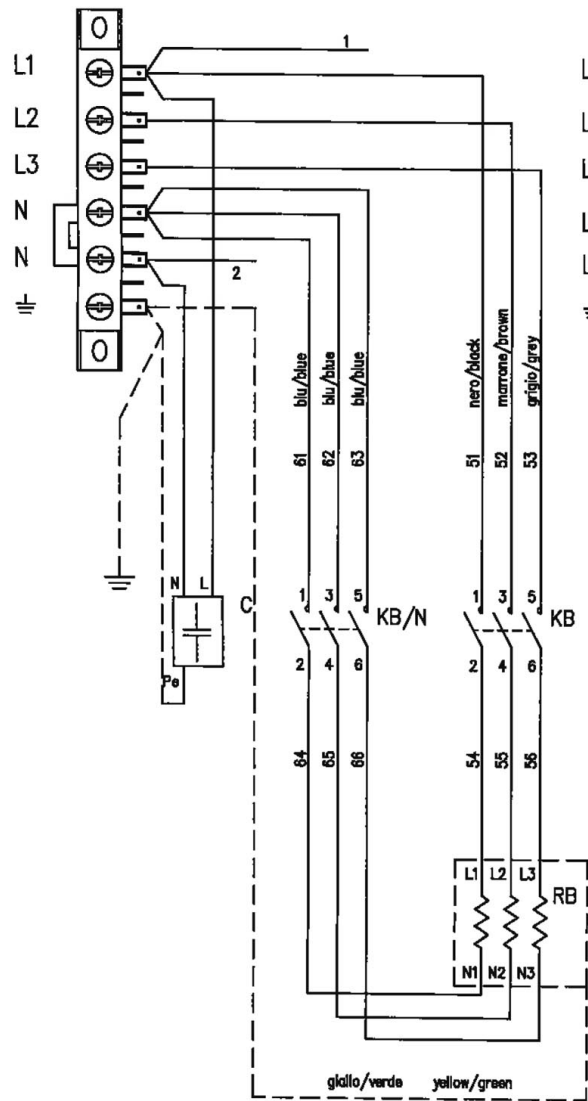 1
L1
L
L2
L
L3
L
N
L
N
L
2
blu/blue
blu/blue
blu/blue
nero/black
marrone/brown
grigio/grey
61
62
63
51
52
53
N L
C
1 3 5
KB/N
1 3 5
KB
2 4 6
2 4 6
Pe
64
65
66
54
55
56
L1 L2 L3
RB
N1 N2 N3
giallo/verde yellow/green